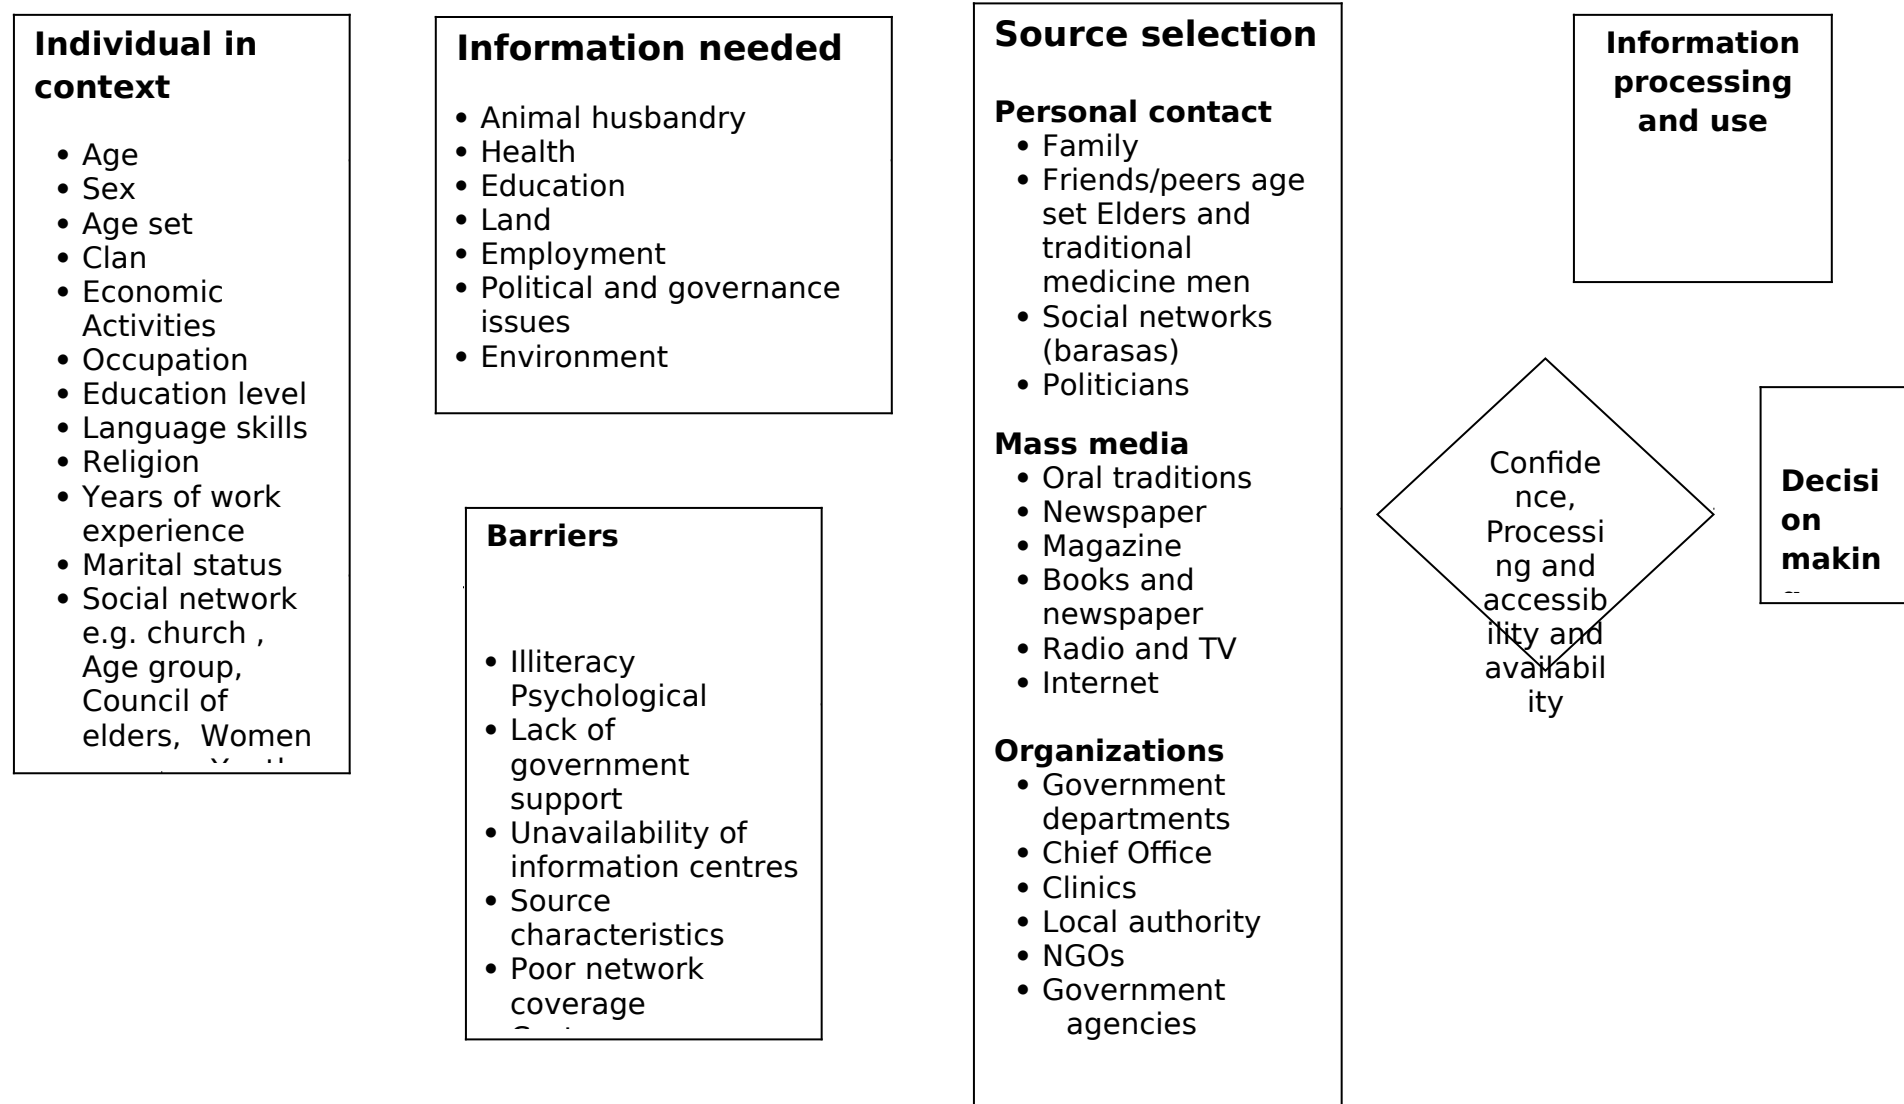 Individual in
context
• Age
• Sex
• Age set
• Clan
• Economic
Activities
• Occupation
• Education level
• Language skills
• Religion
• Years of work
experience
• Marital status
• Social network
e.g. church ,
Age group,
Council of
elders,  Women
Information needed
• Animal husbandry
• Health
• Education
• Land
• Employment
• Political and governance
issues
• Environment
Barriers
• Illiteracy
Psychological
• Lack of
government
support
• Unavailability of
information centres
• Source
characteristics
• Poor network
coverage
Source selection
Personal contact
• Family
• Friends/peers age
set Elders and
traditional
medicine men
• Social networks
(barasas)
• Politicians
Mass media
• Oral traditions
• Newspaper
• Magazine
• Books and
newspaper
• Radio and TV
• Internet
Organizations
• Government
departments
• Chief Office
• Clinics
• Local authority
• NGOs
• Government
agencies
Information
processing
and use
Confide
nce,
Processi
ng and
accessib
ility and
availabil
ity
Decisi
on
makin